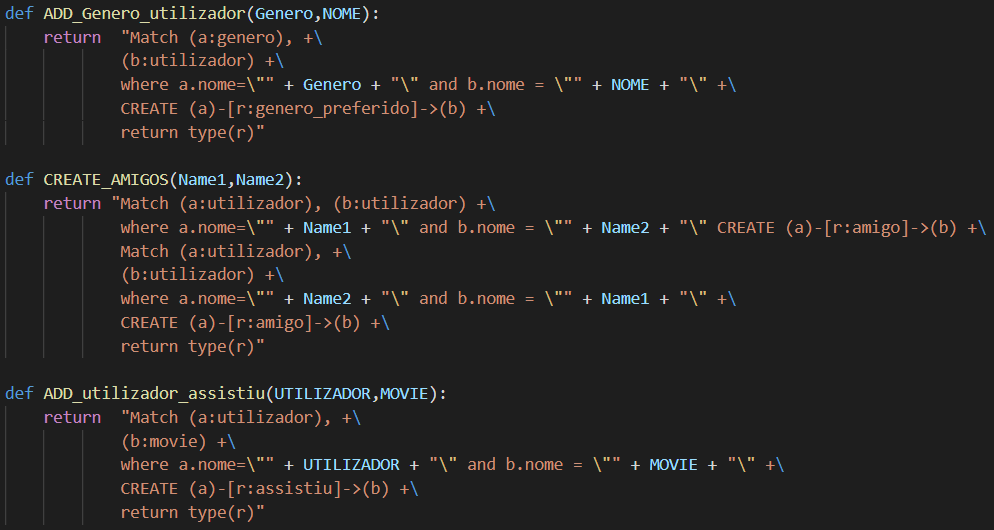 def ADD_Genero_utilizador(Genero,NOME):
    return  "Match (a:genero), +\
            (b:utilizador) +\
            where a.nome=\"" + Genero + "\" and b.nome = \"" + NOME + "\" +\
            CREATE (a)-[r:genero_preferido]->(b) +\
            return type(r)"

def CREATE_AMIGOS(Name1,Name2):
    return "Match (a:utilizador), (b:utilizador) +\
            where a.nome=\"" + Name1 + "\" and b.nome = \"" + Name2 + "\" CREATE (a)-[r:amigo]->(b) +\
            Match (a:utilizador), +\
            (b:utilizador) +\
            where a.nome=\"" + Name2 + "\" and b.nome = \"" + Name1 + "\" +\
            CREATE (a)-[r:amigo]->(b) +\
            return type(r)"

def ADD_utilizador_assistiu(UTILIZADOR,MOVIE):
    return  "Match (a:utilizador), +\
            (b:movie) +\
            where a.nome=\"" + UTILIZADOR + "\" and b.nome = \"" + MOVIE + "\" +\
            CREATE (a)-[r:assistiu]->(b) +\
            return type(r)"